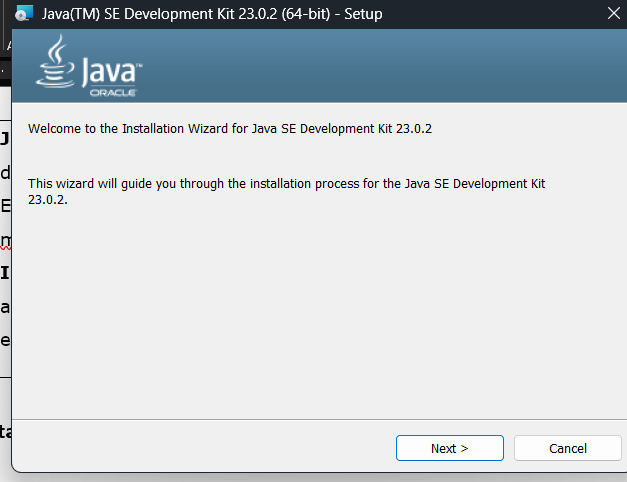 Java(TM) SE Development Kit 23.0.2 (64-bit) - Setup
Java™
ORACLE
Welcome to the Installation Wizard for Java SE Development Kit 23.0.2
This wizard will guide you through the installation process for the Java SE Development Kit
23.0.2.
J
d
E
m
I
a
e
ta
Next >
Cancel